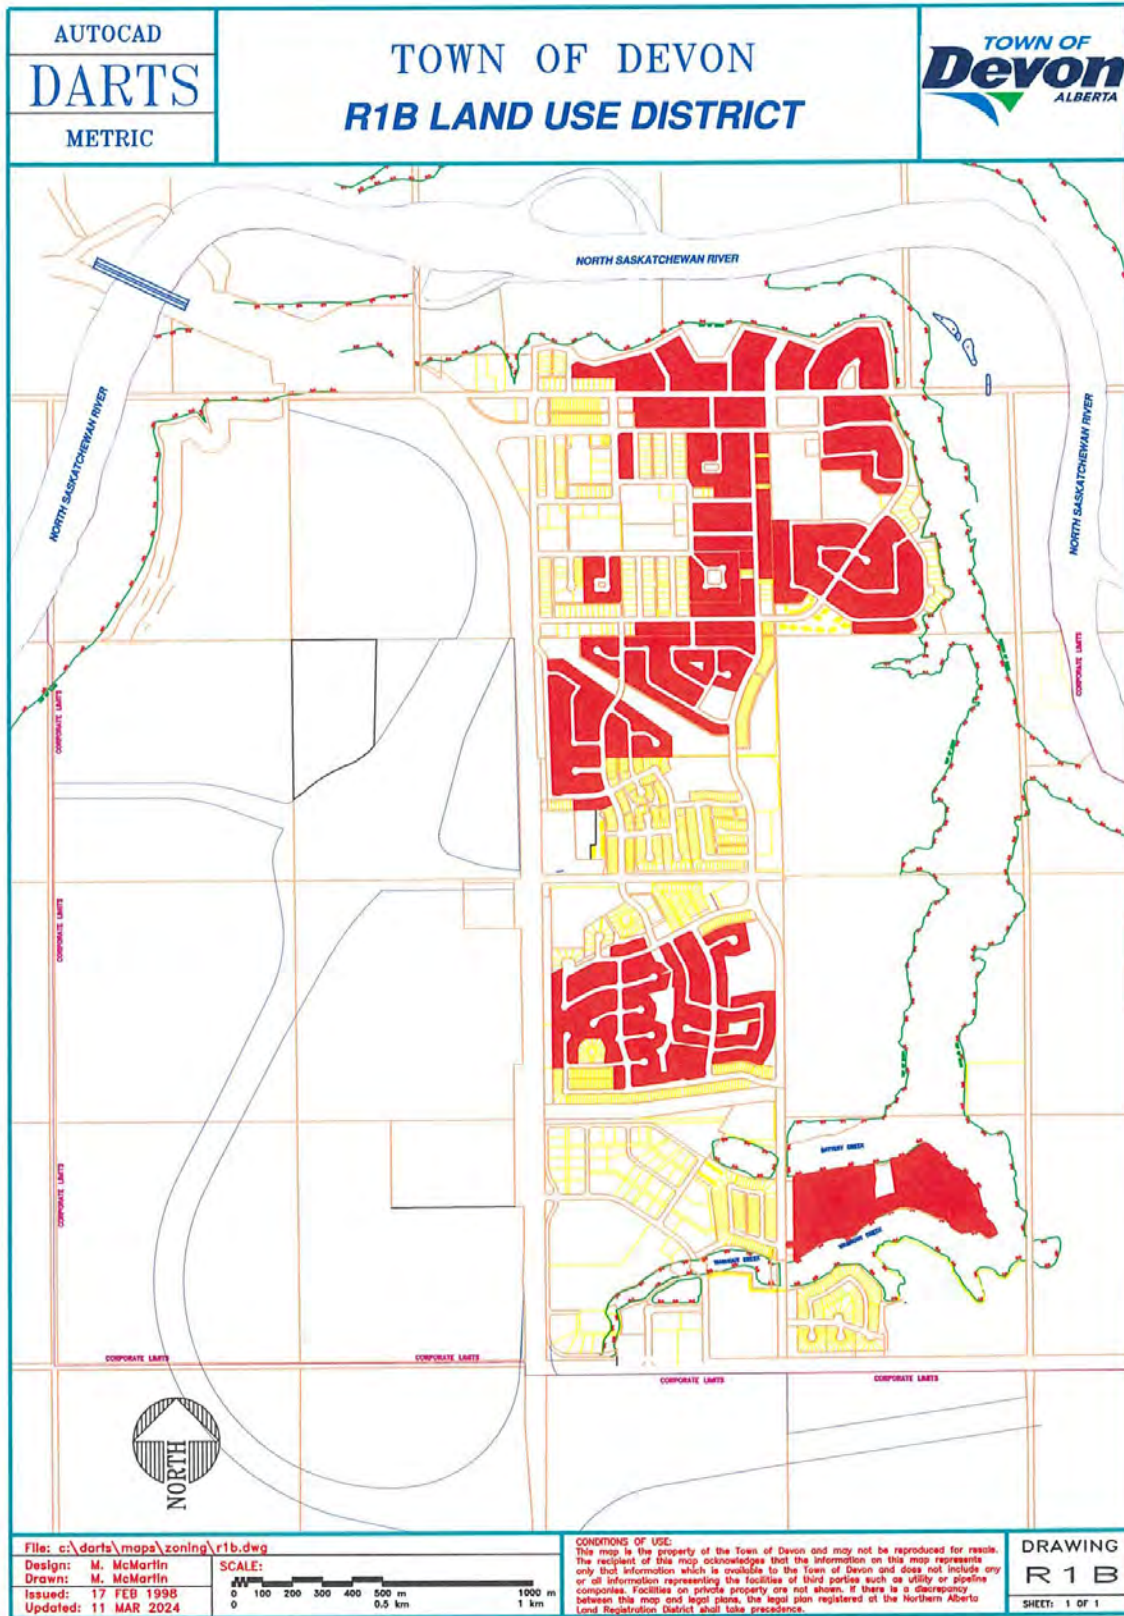 AUTOCAD
DARTS
METRIC
TOWN OF DEVON
R1B LAND USE DISTRICT
TOWN OF
Devon
ALBERTA
NORTH SASKATCHEWAN RIVER
NORTH SASKATCHEWAN RIVER
NORTH SASKATCHEWAN RIVER
CORPORATE LIMITS
CORPORATE LIMITS
CORPORATE LIMITS
CORPORATE LIMITS
CREEK
CREEK
CREEK
CORPORATE LIMITS
CORPORATE LIMITS
CORPORATE LIMITS
CORPORATE LIMITS
NORTH
File: c:\darts\maps\zoning\r1b.dwg
Design: M. McMartin
Drawn: M. McMartin
Issued: 17 FEB 1998
Updated: 11 MAR 2024
SCALE:
0 100 200 300 400 500 m 1000 m
0 0.5 km 1 km
CONDITIONS OF USE:
This map is the property of the Town of Devon and may not be reproduced for resale.
The recipient of this map acknowledges that the information on this map represents
only that information which is available to the Town of Devon and does not include any
or all information representing the facilities of third parties such as utility or pipeline
companies. Facilities on private property are not shown. If there is a discrepancy
between this map and legal plans, the legal plan registered at the Northern Alberta
Land Registration District shall take precedence.
DRAWING
R1B
SHEET: 1 OF 1